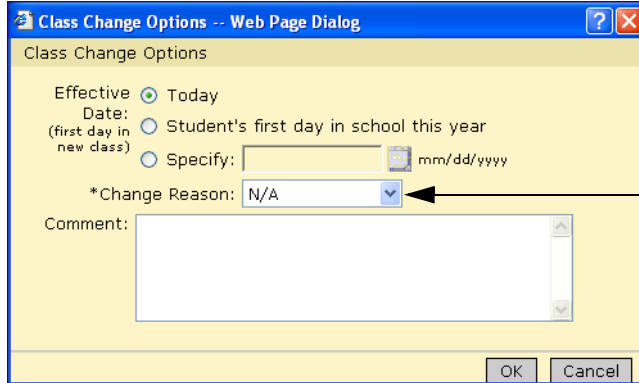 Class Change Options -- Web Page Dialog
Class Change Options
Effective Date: (first day in new class)
Today
Student's first day in school this year
Specify: mm/dd/yyyy
*Change Reason: N/A
Comment:
OK Cancel